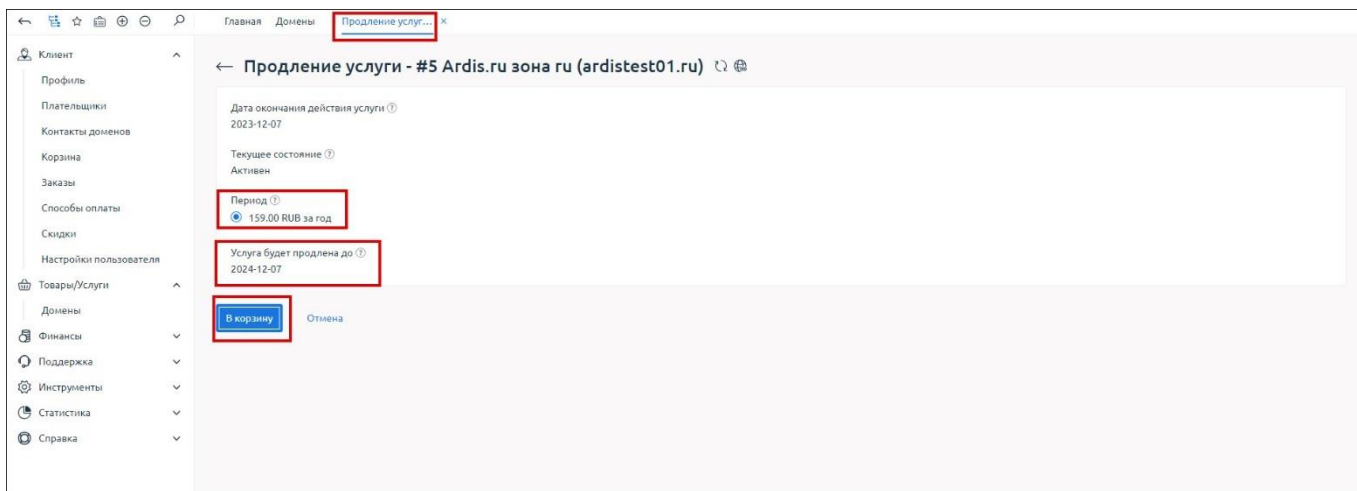 Главная Домены Продление услуг... ×
Клиент
Профиль
Плательщики
Контакты доменов
Корзина
Заказы
Способы оплаты
Скидки
Настройки пользователя
Товары/Услуги
Домены
Финансы
Поддержка
Инструменты
Статистика
Справка
← Продление услуги - #5 Ardis.ru зона ru (ardistest01.ru)
Дата окончания действия услуги ?
2023-12-07
Текущее состояние ?
Активен
Период ?
159.00 RUB за год
Услуга будет продлена до ?
2024-12-07
В корзину Отмена